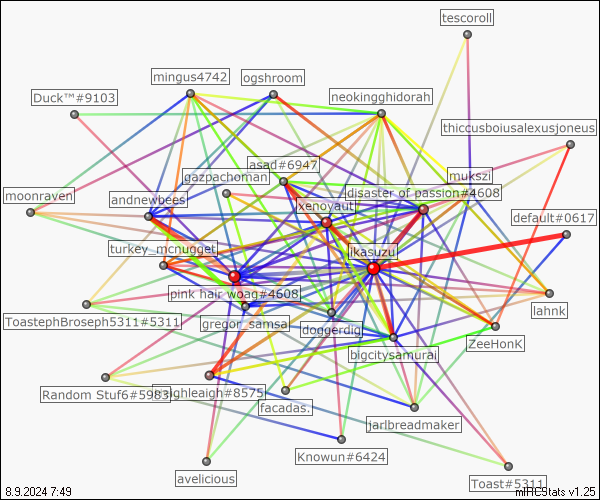 tescoroll
mingus4742
ogshroom
neokingghidorah
Duck™#9103
thiccusboiusalexusjoneus
asad#6947
gazpachoman
mukszi
moonraven
andnewbees
disaster of passion#4608
xenoyaut
default#0617
turkey_mcnugget
ikasuzu
pink hair woag#4608
lahnk
ToastephBroseph5311#5311
gregor_samsa
doggerdig
ZeeHonK
bigcitysamurai
Random Stuf6#5983
leighleaigh#8575
facadas.
jarlbreadmaker
Knowun#6424
avelicious
Toast#5311
8.9.2024 7:49
mIRCStats v1.25